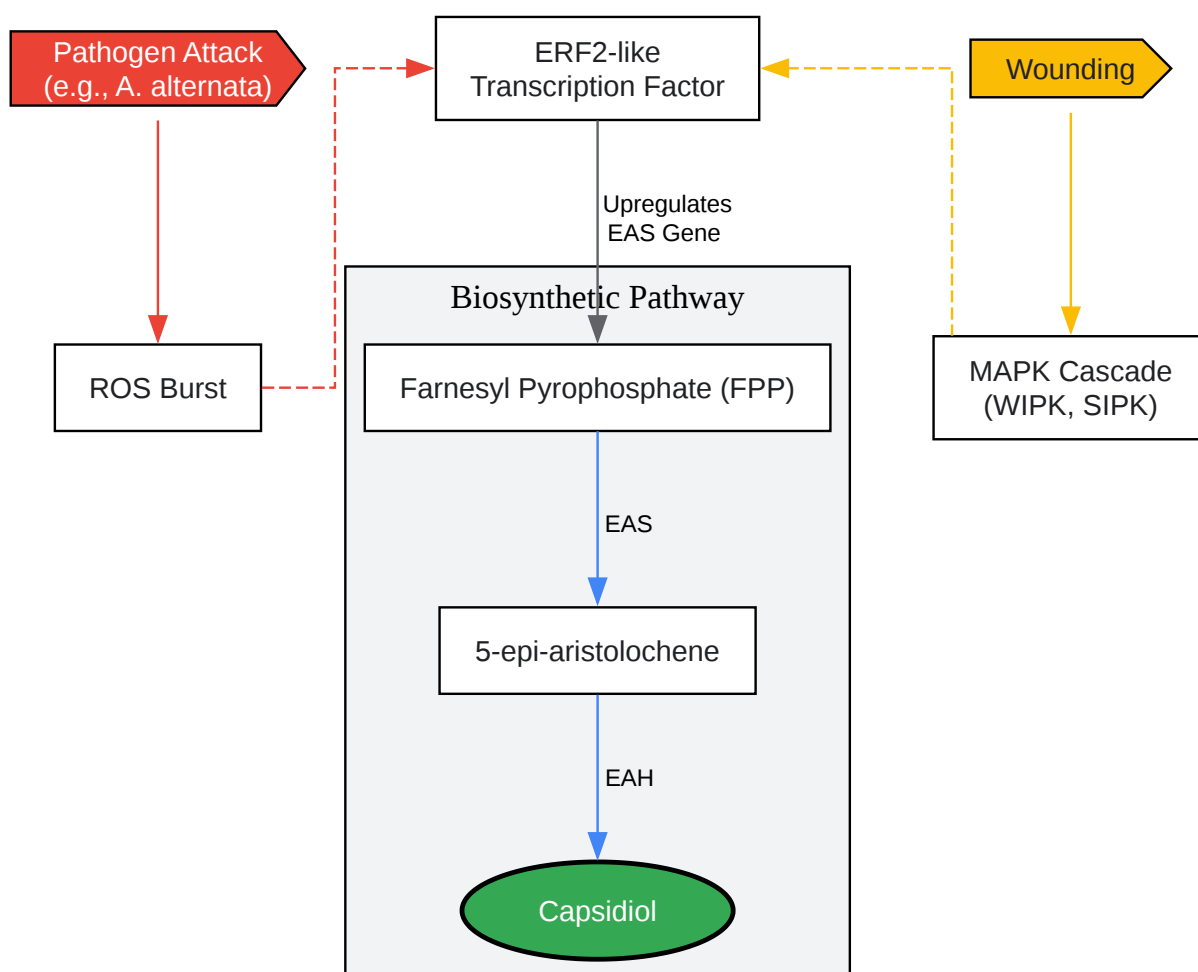 Pathogen Attack
(e.g., A. alternata)
ERF2-like
Transcription Factor
Wounding
Upregulates
EAS Gene
Biosynthetic Pathway
ROS Burst
Farnesyl Pyrophosphate (FPP)
MAPK Cascade
(WIPK, SIPK)
EAS
5-epi-aristolochene
EAH
Capsidiol